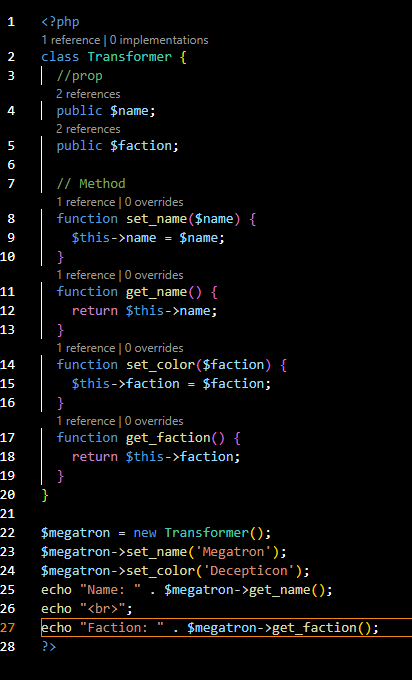 1 <?php
1 reference | 0 implementations
2 class Transformer {
3 //prop
2 references
4 public $name;
2 references
5 public $faction;
6
7 // Method
1 reference | 0 overrides
8 function set_name($name) {
9 $this->name = $name;
10 }
1 reference | 0 overrides
11 function get_name() {
12 return $this->name;
13 }
1 reference | 0 overrides
14 function set_color($faction) {
15 $this->faction = $faction;
16 }
1 reference | 0 overrides
17 function get_faction() {
18 return $this->faction;
19 }
20 }
21
22 $megatron = new Transformer();
23 $megatron->set_name('Megatron');
24 $megatron->set_color('Decepticon');
25 echo "Name: " . $megatron->get_name();
26 echo "<br>";
27 echo "Faction: " . $megatron->get_faction();
28 ?>